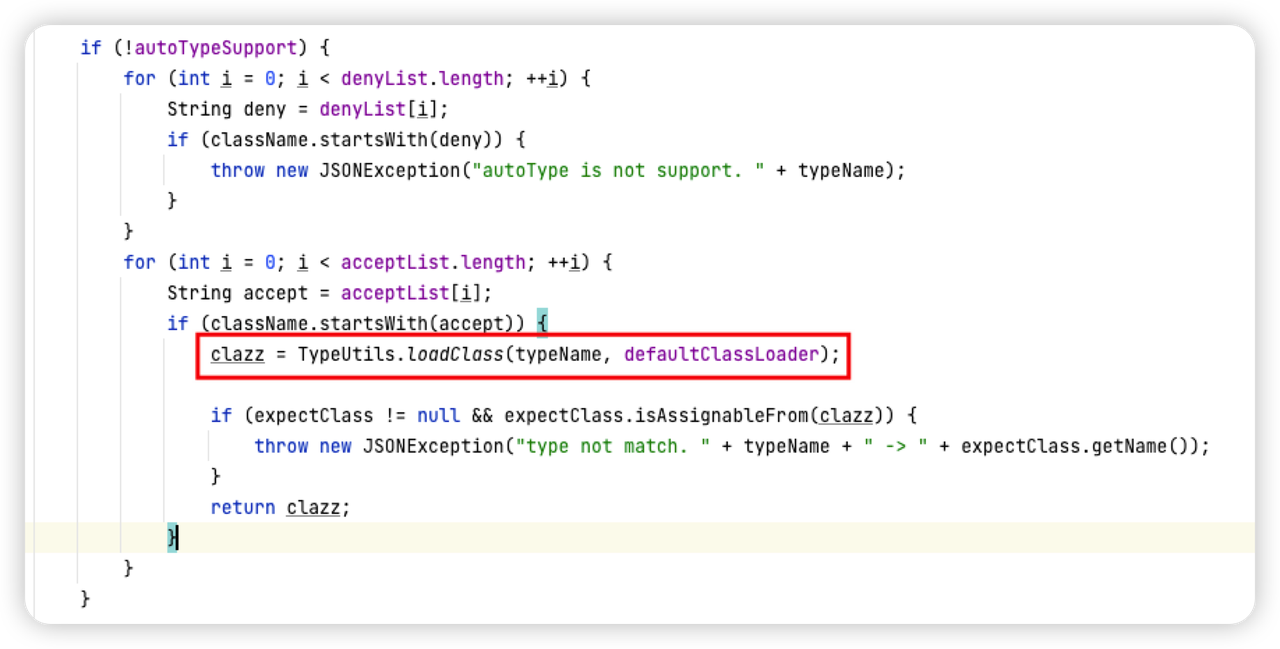 if (!autoTypeSupport) {
for (int i = 0; i < denyList.length; ++i) {
String deny = denyList[i];
if (className.startsWith(deny)) {
throw new JSONException("autoType is not support. " + typeName);
}
}
for (int i = 0; i < acceptList.length; ++i) {
String accept = acceptList[i];
if (className.startsWith(accept)) {
clazz = TypeUtils.loadClass(typeName, defaultClassLoader);
if (expectClass != null && expectClass.isAssignableFrom(clazz)) {
throw new JSONException("type not match. " + typeName + " -> " + expectClass.getName());
}
return clazz;
}
}
}